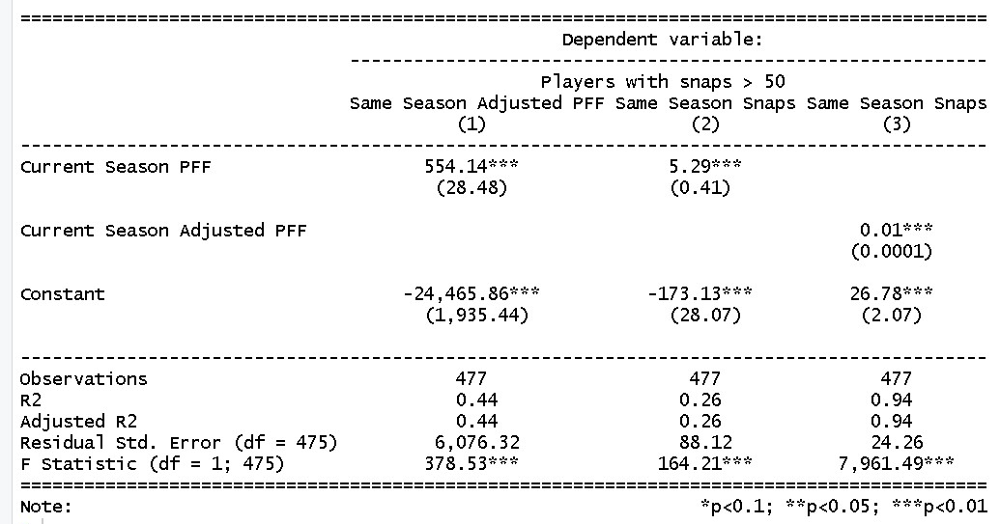 Dependent variable:
Players with snaps > 50
Same Season Adjusted PFF Same Season Snaps Same Season Snaps
(1) (2) (3)
Current Season PFF 554.14*** 5.29***
(28.48) (0.41)
Current Season Adjusted PFF 0.01***
(0.0001)
Constant -24,465.86*** -173.13*** 26.78***
(1,935.44) (28.07) (2.07)
Observations 477 477 477
R2 0.44 0.26 0.94
Adjusted R2 0.44 0.26 0.94
Residual Std. Error (df = 475) 6,076.32 88.12 24.26
F Statistic (df = 1; 475) 378.53*** 164.21*** 7,961.49***
Note: *p<0.1; **p<0.05; ***p<0.01